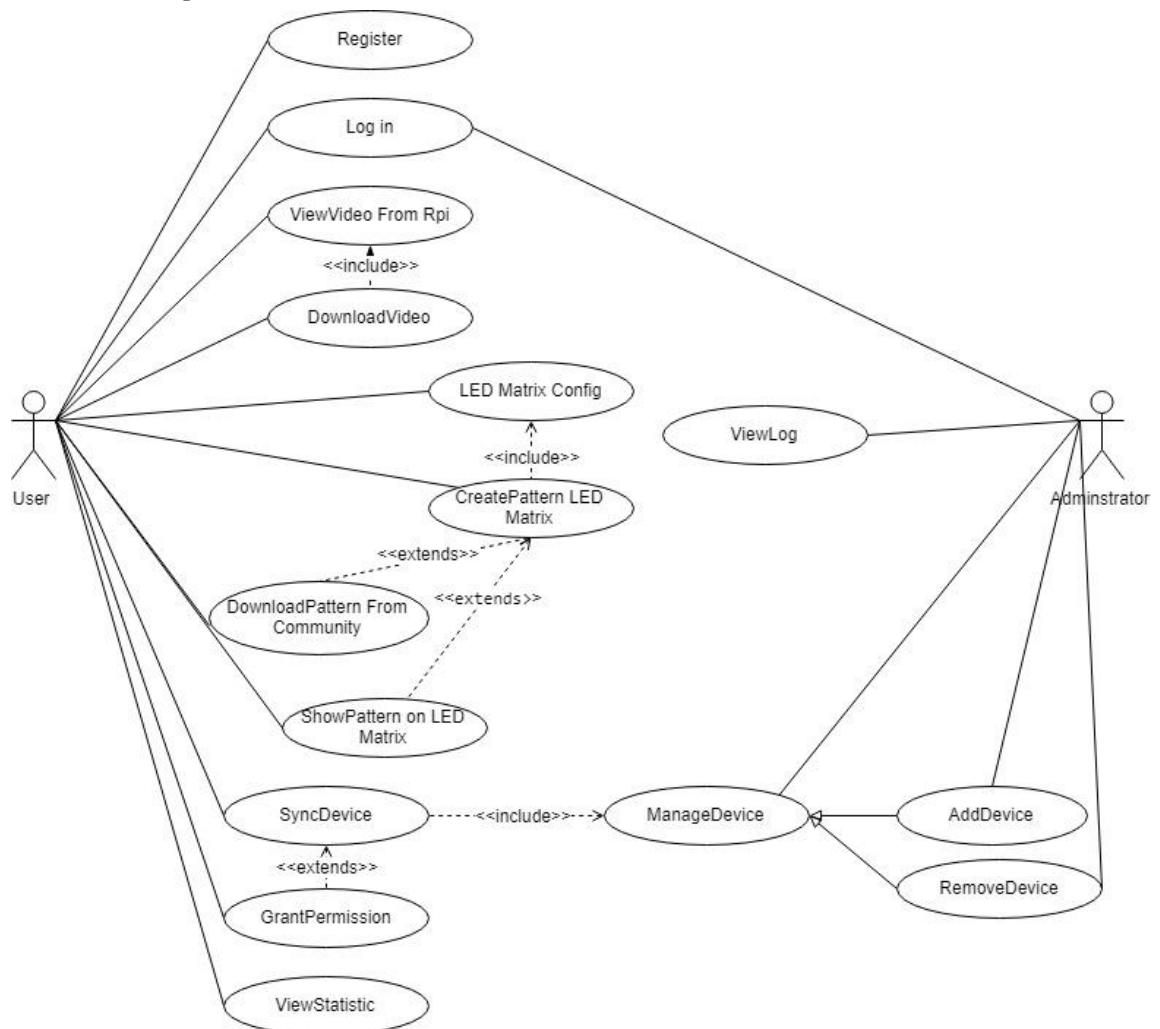 Register
Log in
ViewVideo From Rpi
<<include>>
DownloadVideo
LED Matrix Config
ViewLog
<<include>>
User
CreatePattern LED
Matrix
Adminstrator
<<extends>>
<<extends>>
DownloadPattern From
Community
ShowPattern on LED
Matrix
SyncDevice
<<include>>
ManageDevice
AddDevice
<<extends>>
RemoveDevice
GrantPermission
ViewStatistic